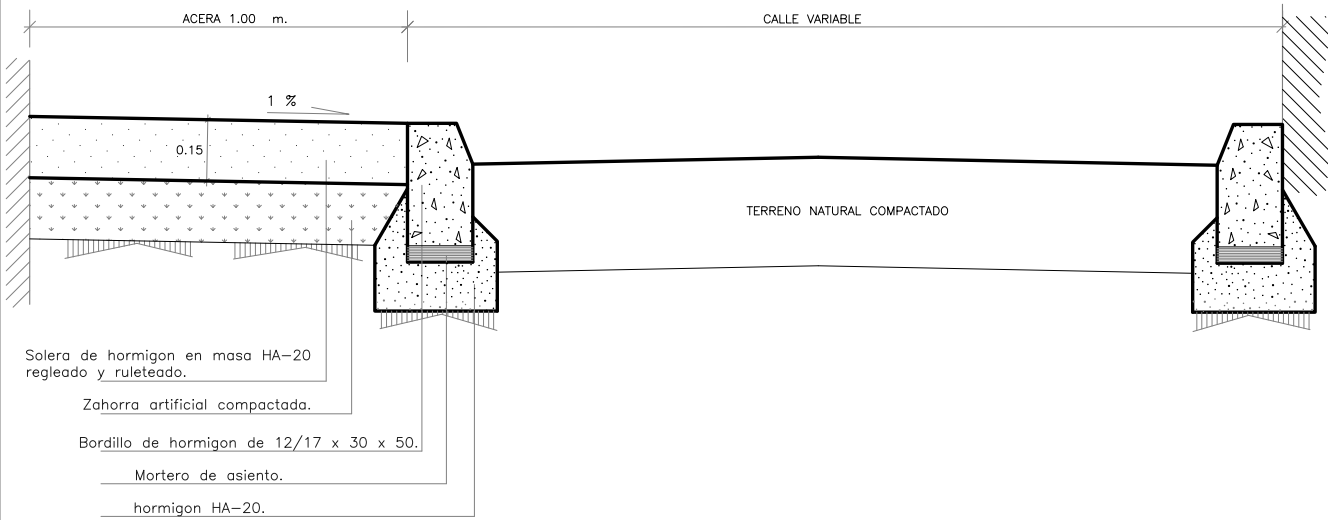 ACERA 1.00 m.
CALLE VARIABLE
1 %
0.15
TERRENO NATURAL COMPACTADO
Solera de hormigon en masa HA-20
regleado y ruleteado.
Zahorra artificial compactada.
Bordillo de hormigon de 12/17 x 30 x 50.
Mortero de asiento.
hormigon HA-20.